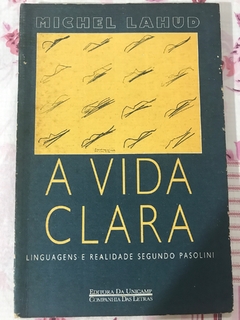 MICHEL LAHUD
A VIDA
CLARA
LINGUAGENS E REALIDADE SEGUNDO PASOLINI
EDITORA DA UNICAMP
COMPANHIA DAS LETRAS